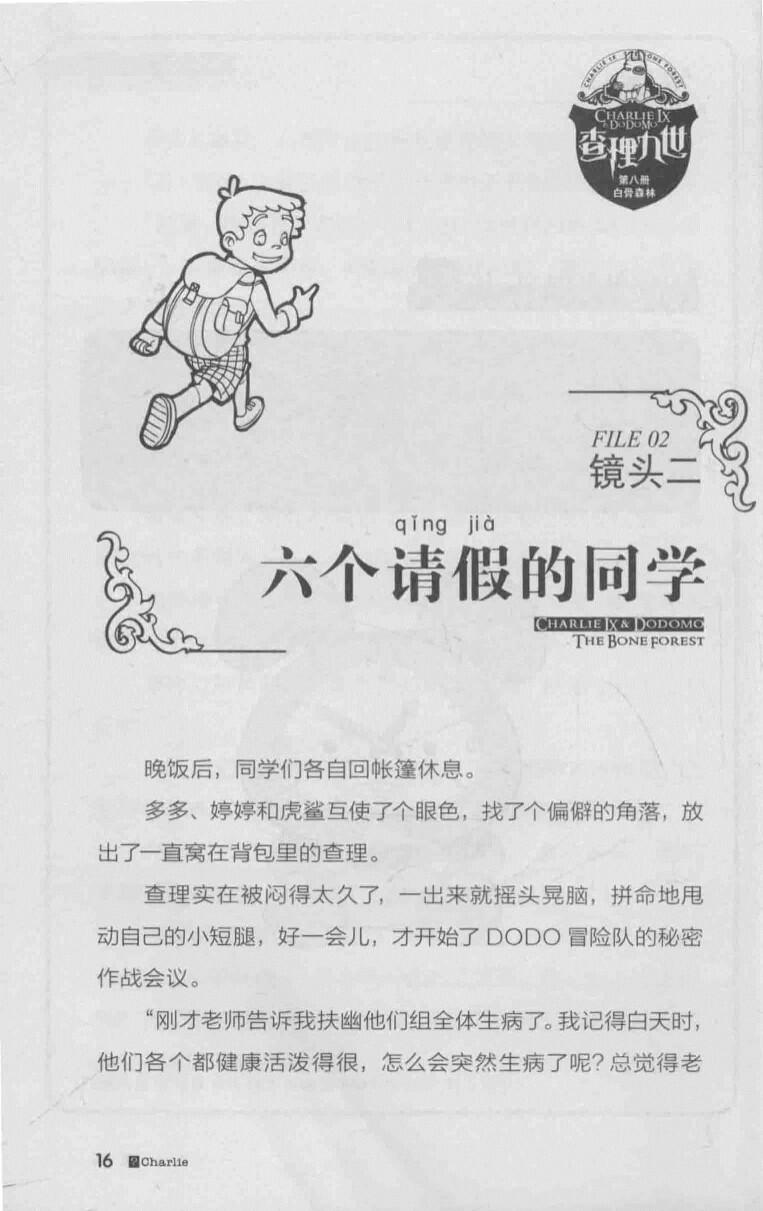 CHARLIE IX BONE FOREST
CHARLIE IX
& DODOMO
查理九世
第八册
白骨森林
FILE 02
镜头二
qǐng jià
六个请假的同学
CHARLIE IX & DODOMO
THE BONE FOREST
晚饭后，同学们各自回帐篷休息。
多多、婷婷和虎鲨互使了个眼色，找了个偏僻的角落，放
出了一直窝在背包里的查理。
查理实在被闷得太久了，一出来就摇头晃脑，拼命地甩
动自己的小短腿，好一会儿，才开始了 DODO 冒险队的秘密
作战会议。
“刚才老师告诉我扶幽他们组全体生病了。我记得白天时，
他们各个都健康活泼得很，怎么会突然生病了呢？总觉得老
16 Charlie